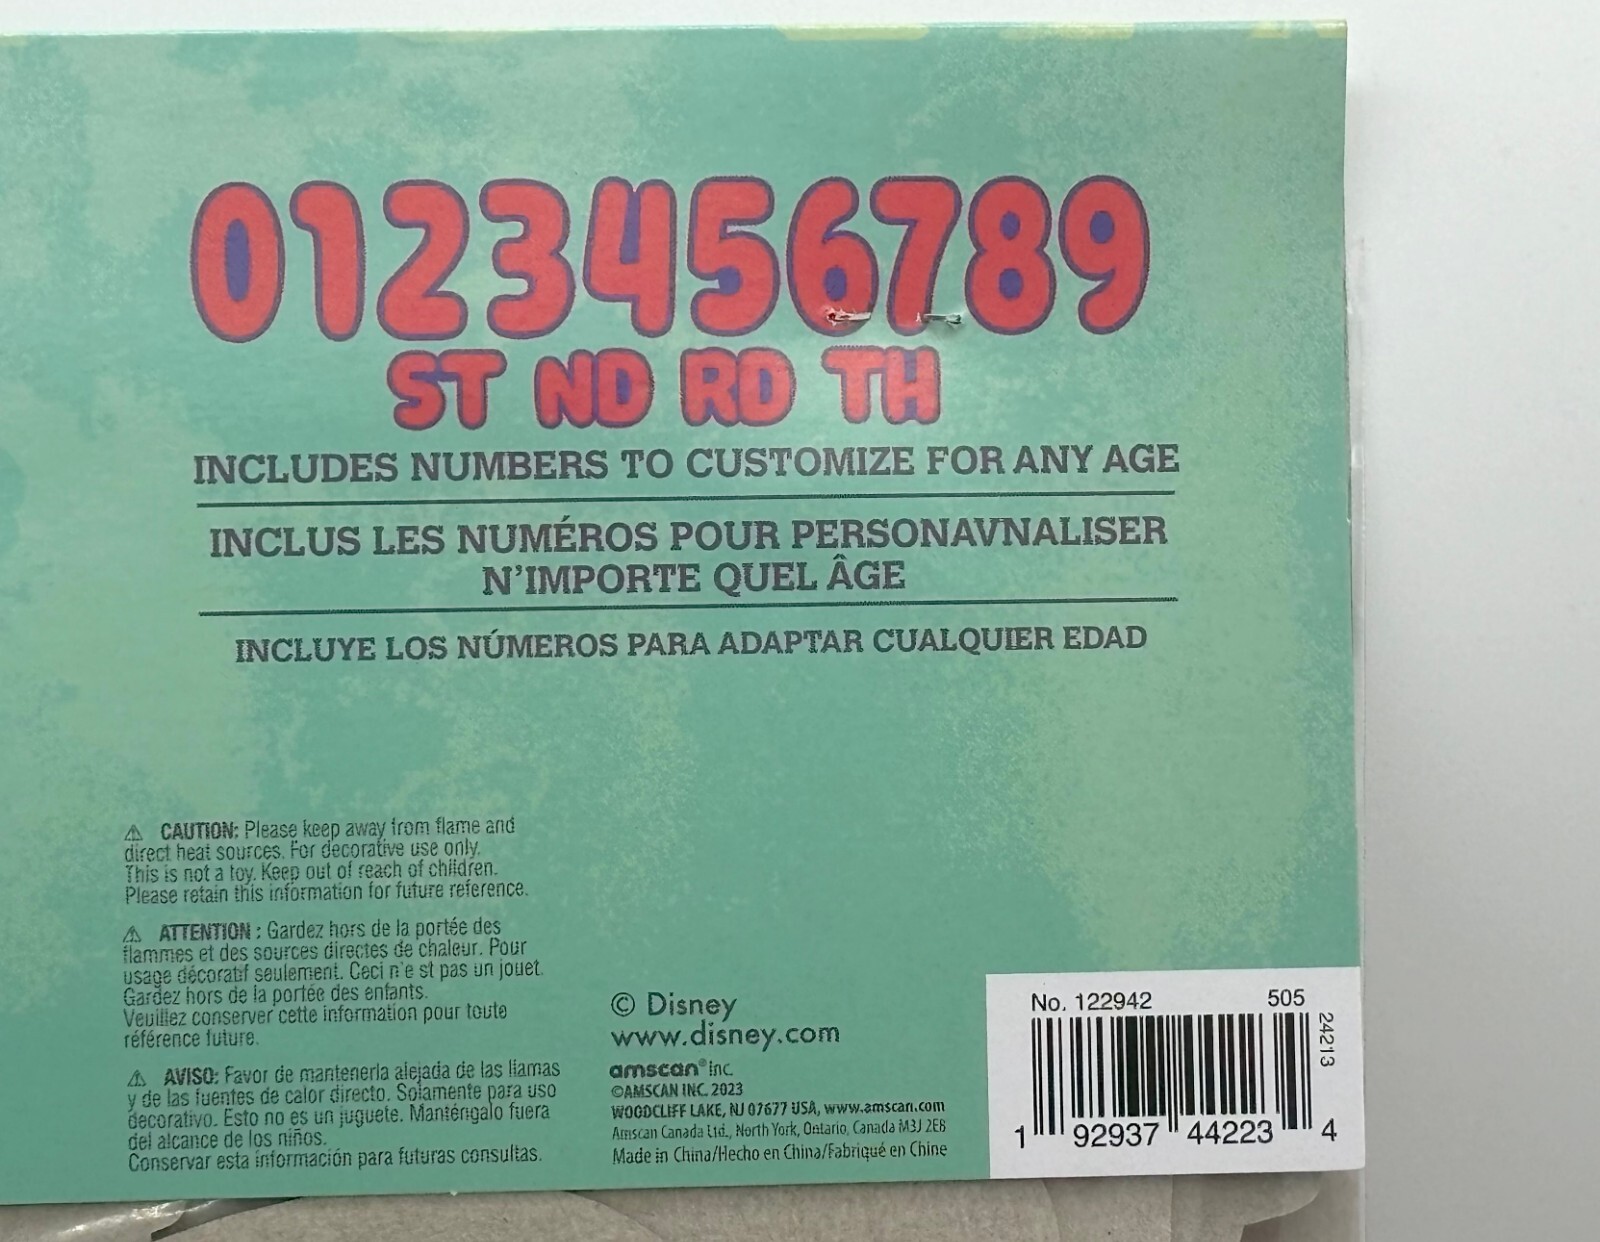 0123456789
ST ND RD TH
INCLUDES NUMBERS TO CUSTOMIZE FOR ANY AGE
INCLUS LES NUMÉROS POUR PERSONAVNALISER
N'IMPORTE QUEL ÂGE
INCLUYE LOS NÚMEROS PARA ADAPTAR CUALQUIER EDAD
⚠ CAUTION: Please keep away from flame and
direct heat sources. For decorative use only.
This is not a toy. Keep out of reach of children.
Please retain this information for future reference.
⚠ ATTENTION : Gardez hors de la portée des
flammes et des sources directes de chaleur. Pour
usage décoratif seulement. Ceci n'e st pas un jouet.
Gardez hors de la portée des enfants.
Veuillez conserver cette information pour toute
référence future.
⚠ AVISO: Favor de mantenerla alejada de las llamas
y de las fuentes de calor directo. Solamente para uso
decorativo. Esto no es un juguete. Manténgalo fuera
del alcance de los niños.
Conservar esta información para futuras consultas.
© Disney
www.disney.com
amscan® Inc.
©AMSCAN INC. 2023
WOODCLIFF LAKE, NJ 07677 USA, www.amscan.com
Amscan Canada Ltd., North York, Ontario, Canada M3J 2E8
Made in China/Hecho en China/Fabriqué en Chine
No. 122942 505
24213
1 92937 44223 4